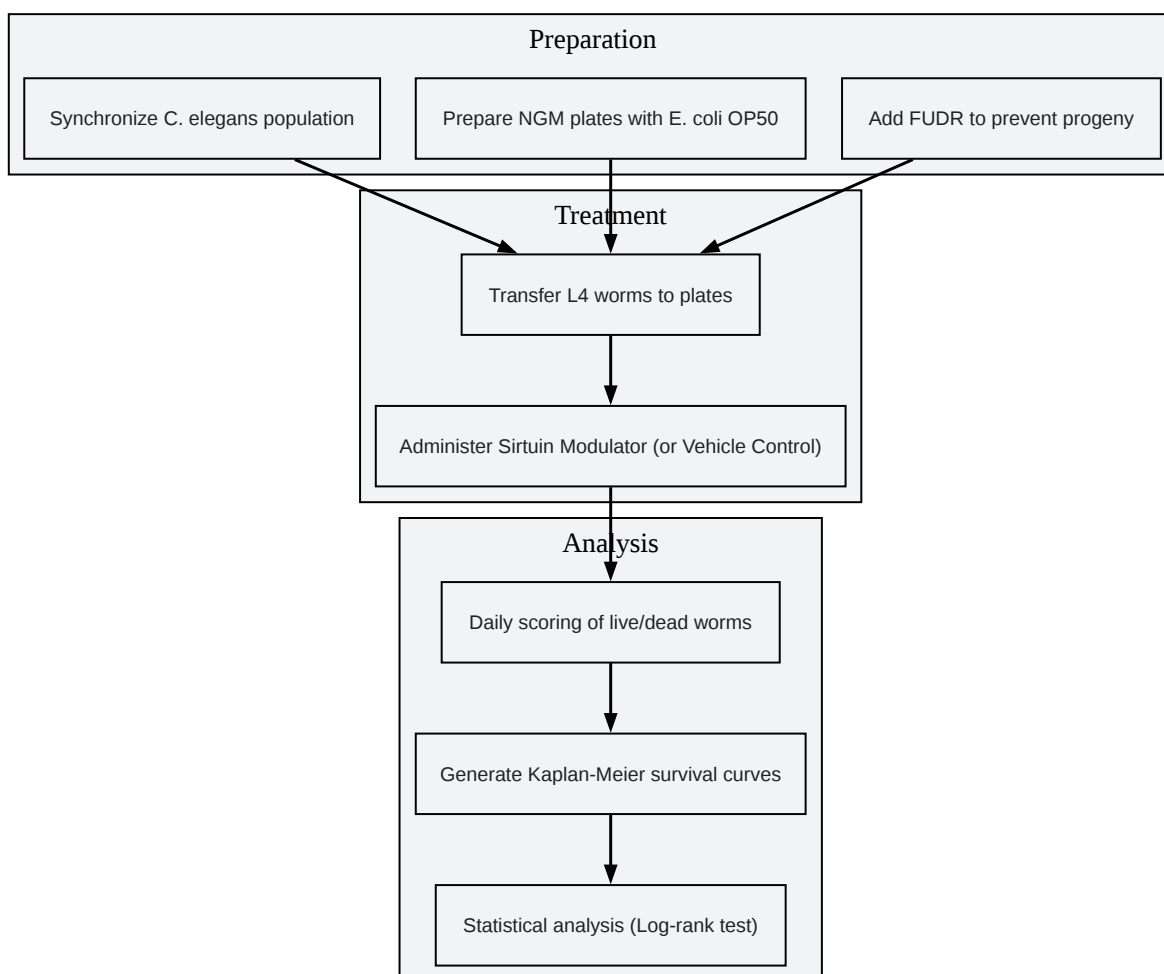 Preparation
Synchronize C. elegans population
Prepare NGM plates with E. coli OP50
Add FUDR to prevent progeny
Treatment
Transfer L4 worms to plates
Administer Sirtuin Modulator (or Vehicle Control)
Analysis
Daily scoring of live/dead worms
Generate Kaplan-Meier survival curves
Statistical analysis (Log-rank test)